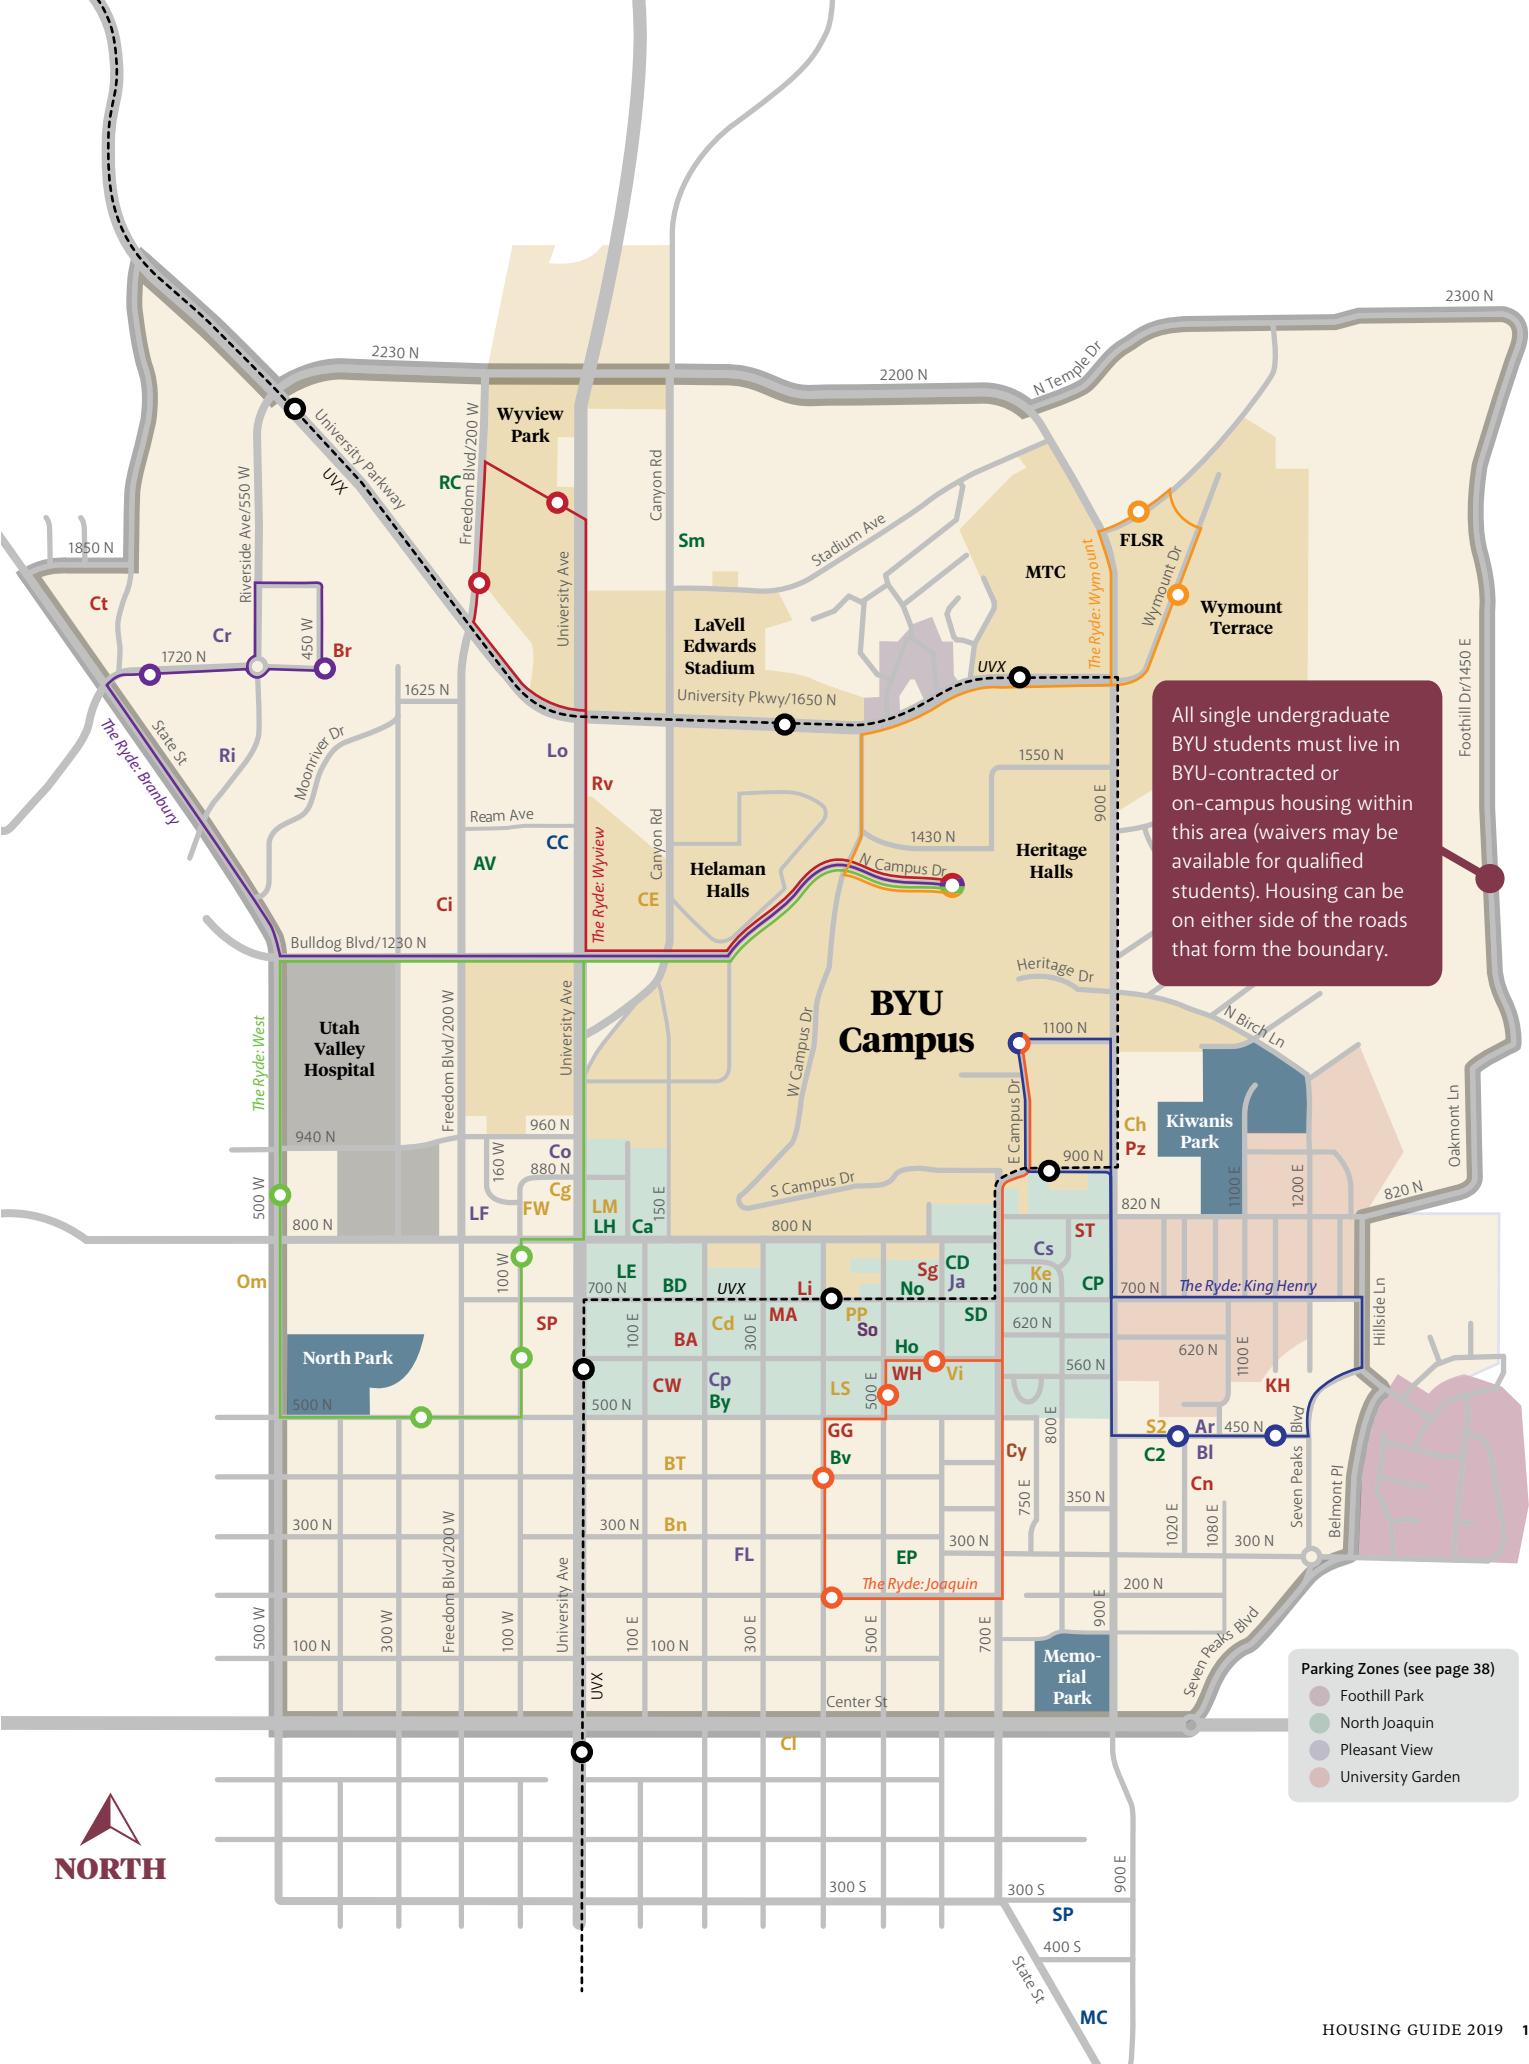 2300 N
2230 N
2200 N
N Temple Dr
Wyview
Park
University Parkway
UVX
Freedom Blvd/200 W
RC
Canyon Rd
Sm
Stadium Ave
Riverside Ave/550 W
1850 N
Ct
Cr
450 W
Br
1720 N
University Ave
LaVell
Edwards
Stadium
MTC
The Ryde: Wymount
FLSR
Wymount Dr
Wymount
Terrace
Foothill Dr/1450 E
UVX
University Pkwy/1650 N
1625 N
State St
The Ryde: Branbury
Ri
Moonriver Dr
Lo
Rv
1550 N
900 E
All single undergraduate
BYU students must live in
BYU-contracted or
on-campus housing within
this area (waivers may be
available for qualified
students). Housing can be
on either side of the roads
that form the boundary.
Ream Ave
CC
AV
Ci
The Ryde: Wyview
Canyon Rd
CE
Helaman
Halls
1430 N
N Campus Dr
Heritage
Halls
Bulldog Blvd/1230 N
Heritage Dr
N Birch Ln
BYU
Campus
1100 N
Utah
Valley
Hospital
The Ryde: West
Freedom Blvd/200 W
University Ave
W Campus Dr
E Campus Dr
Kiwanis
Park
Ch
Pz
Oakmont Ln
960 N
940 N
Co
880 N
160 W
Cg
FW
LF
LM
LH
Ca
150 E
S Campus Dr
900 N
1100 E
1200 E
820 N
820 N
500 W
800 N
800 N
ST
Cs
Ke
CP
700 N
700 N
The Ryde: King Henry
Hillside Ln
Om
100 W
LE
BD
700 N
UVX
Li
Sg
CD
Ja
No
PP
MA
SD
So
SP
100 E
Cd
300 E
BA
Ho
620 N
620 N
1100 E
560 N
North Park
CW
Cp
By
LS
500 E
WH
Vi
KH
500 N
500 N
GG
Bv
Cy
800 E
S2
Ar
450 N
Seven Peaks
Blvd
C2
Bl
Cn
BT
Bn
750 E
350 N
1020 E
1080 E
Belmont Pl
300 N
300 N
300 N
300 N
Freedom Blvd/200 W
University Ave
FL
EP
The Ryde: Joaquin
200 N
900 E
500 W
300 W
100 W
100 E
300 E
500 E
700 E
100 N
100 N
Memo-
rial
Park
Seven Peaks Blvd
UVX
Center St
Cl
Parking Zones (see page 38)
Foothill Park
North Joaquin
Pleasant View
University Garden
NORTH
300 S
300 S
900 E
SP
400 S
State St
MC
HOUSING GUIDE 2019 1